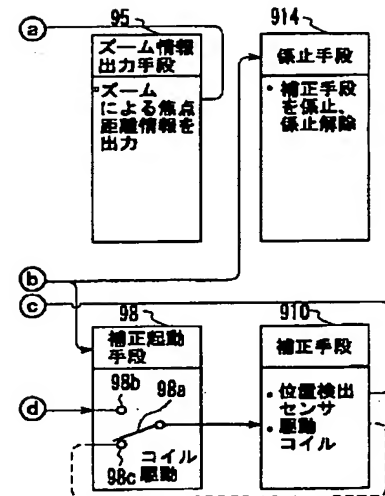 95
914
ⓐ
ズーム情報
出力手段
・ズーム
による焦点
距離情報を
出力
係止手段
・補正手段
を係止、
係止解除
ⓑ
ⓒ
98
910
補正起動
手段
98b
98a
ⓓ
98c
コイル
駆動
補正手段
・位置検出
センサ
・駆動
コイル